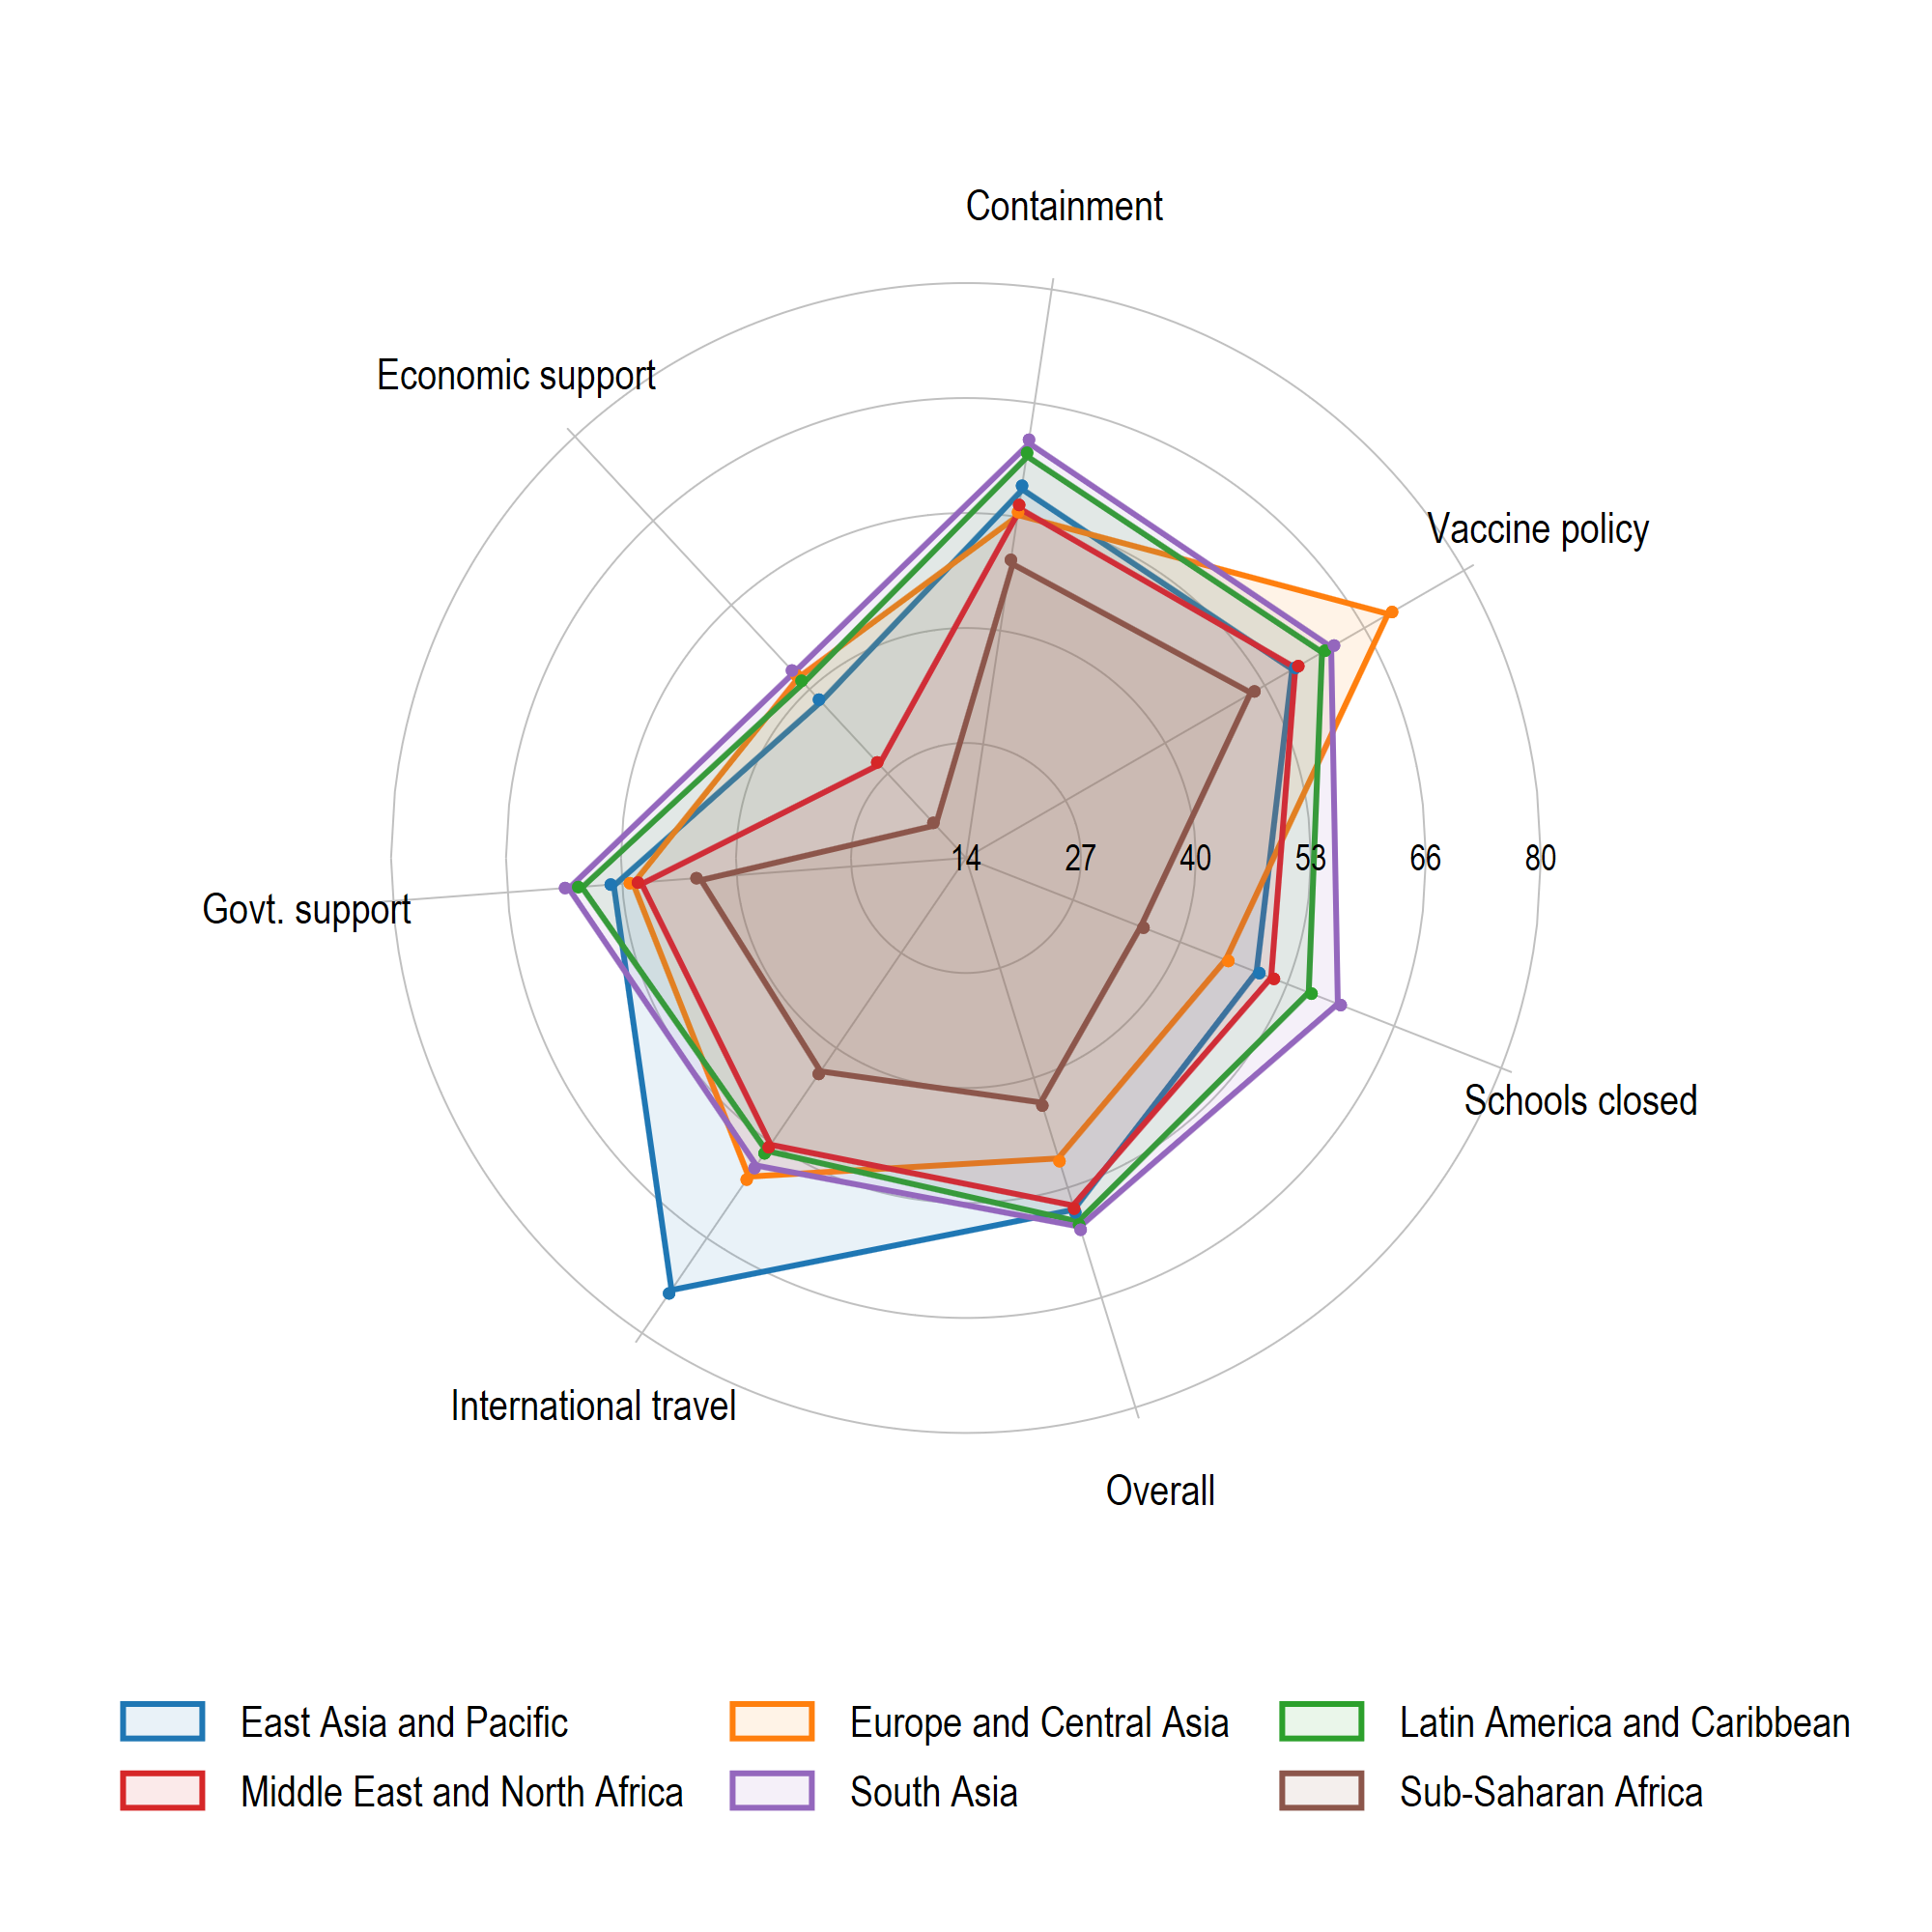 Containment
Economic support
Vaccine policy
14 27 40 53 66 80
Govt. support
Schools closed
International travel
Overall
East Asia and Pacific
Europe and Central Asia
Latin America and Caribbean
Middle East and North Africa
South Asia
Sub-Saharan Africa